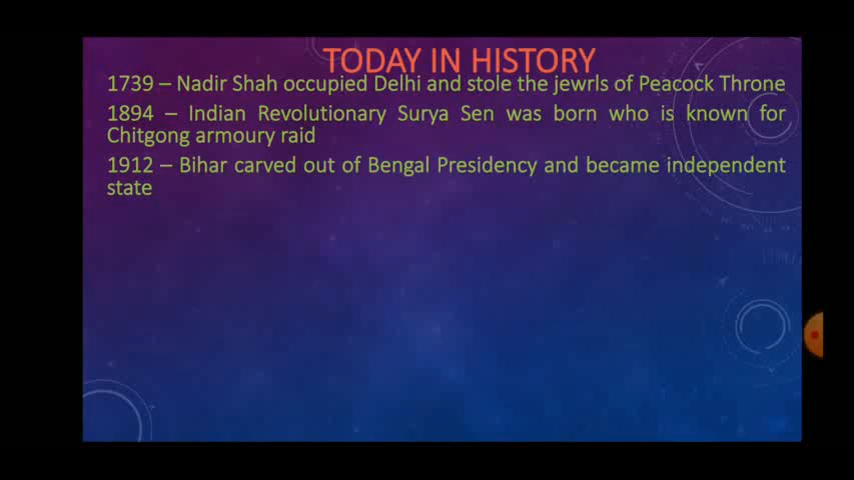 TODAY IN HISTORY
1739 – Nadir Shah occupied Delhi and stole the jewrls of Peacock Throne
1894 – Indian Revolutionary Surya Sen was born who is known for
Chitgong armoury raid
1912 – Bihar carved out of Bengal Presidency and became independent
state